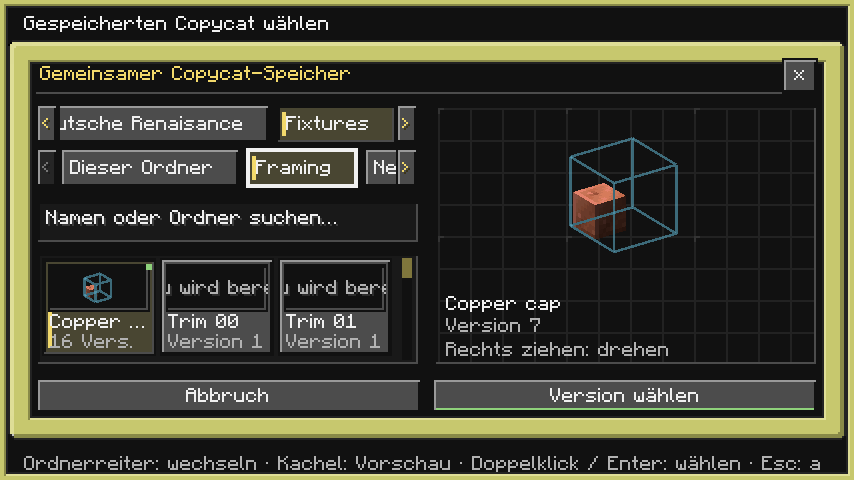 Gespeicherten Copycat wählen
Gemeinsamer Copycat-Speicher
×
< utsche Renaisance Fixtures >
< Dieser Ordner Framing Ne >
Namen oder Ordner suchen...
Copper ...
16 Vers.
wird bere
Trim 00
Version 1
wird bere
Trim 01
Version 1
Copper cap
Version 7
Rechts ziehen: drehen
Abbruch
Version wählen
Ordnerreiter: wechseln · Kachel: Vorschau · Doppelklick / Enter: wählen · Esc: a